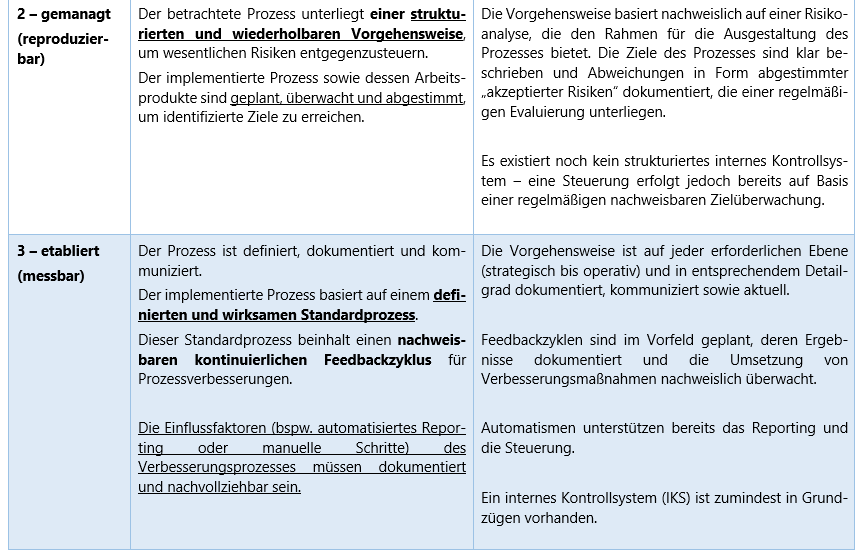 2 – gemanagt
(reproduzier-
bar)
Der betrachtete Prozess unterliegt einer struktu-
rierten und wiederholbaren Vorgehensweise,
um wesentlichen Risiken entgegenzusteuern.
Der implementierte Prozess sowie dessen Arbeits-
produkte sind geplant, überwacht und abgestimmt,
um identifizierte Ziele zu erreichen.
Die Vorgehensweise basiert nachweislich auf einer Risiko-
analyse, die den Rahmen für die Ausgestaltung des
Prozesses bietet. Die Ziele des Prozesses sind klar be-
schrieben und Abweichungen in Form abgestimmter
„akzeptierter Risiken“ dokumentiert, die einer regelmäßi-
gen Evaluierung unterliegen.
Es existiert noch kein strukturiertes internes Kontrollsys-
tem – eine Steuerung erfolgt jedoch bereits auf Basis
einer regelmäßigen nachweisbaren Zielüberwachung.
3 – etabliert
(messbar)
Der Prozess ist definiert, dokumentiert und kom-
muniziert.
Der implementierte Prozess basiert auf einem defi-
nierten und wirksamen Standardprozess.
Dieser Standardprozess beinhalt einen nachweis-
baren kontinuierlichen Feedbackzyklus für
Prozessverbesserungen.
Die Einflussfaktoren (bspw. automatisiertes Repor-
ting oder manuelle Schritte) des
Verbesserungsprozesses müssen dokumentiert
und nachvollziehbar sein.
Die Vorgehensweise ist auf jeder erforderlichen Ebene
(strategisch bis operativ) und in entsprechendem Detail-
grad dokumentiert, kommuniziert sowie aktuell.
Feedbackzyklen sind im Vorfeld geplant, deren Ergeb-
nisse dokumentiert und die Umsetzung von
Verbesserungsmaßnahmen nachweislich überwacht.
Automatismen unterstützen bereits das Reporting und
die Steuerung.
Ein internes Kontrollsystem (IKS) ist zumindest in Grund-
zügen vorhanden.